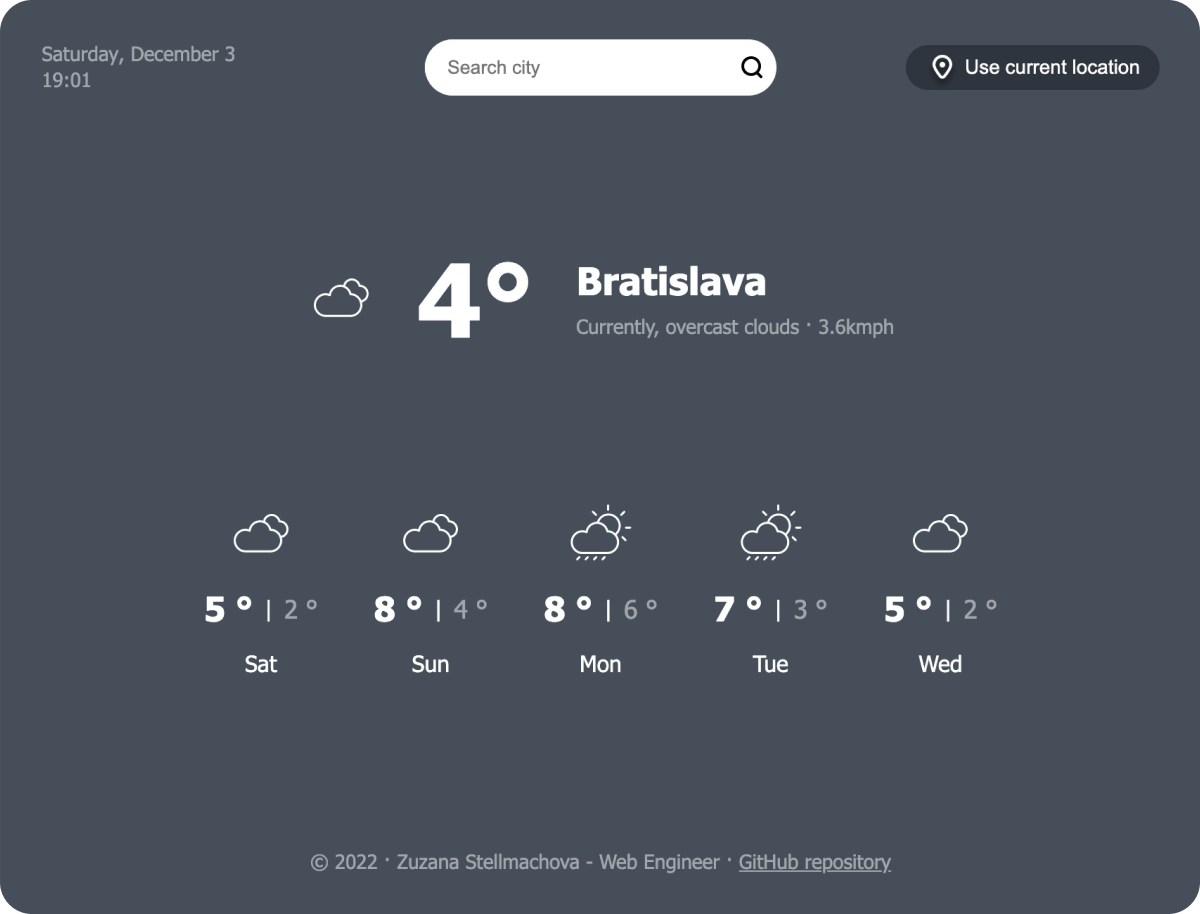 Saturday, December 3
19:01
Search city
Use current location
4°
Bratislava
Currently, overcast clouds · 3.6kmph
5 ° | 2 °
8 ° | 4 °
8 ° | 6 °
7 ° | 3 °
5 ° | 2 °
Sat
Sun
Mon
Tue
Wed
© 2022 · Zuzana Stellmachova - Web Engineer · GitHub repository